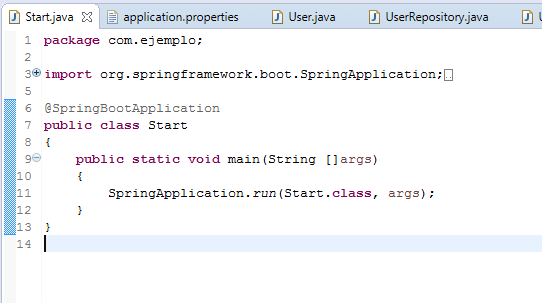 Start.java application.properties User.java UserRepository.java
1 package com.ejemplo;
2
3 import org.springframework.boot.SpringApplication;
5
6 @SpringBootApplication
7 public class Start
8 {
9 public static void main(String []args)
10 {
11 SpringApplication.run(Start.class, args);
12 }
13 }
14